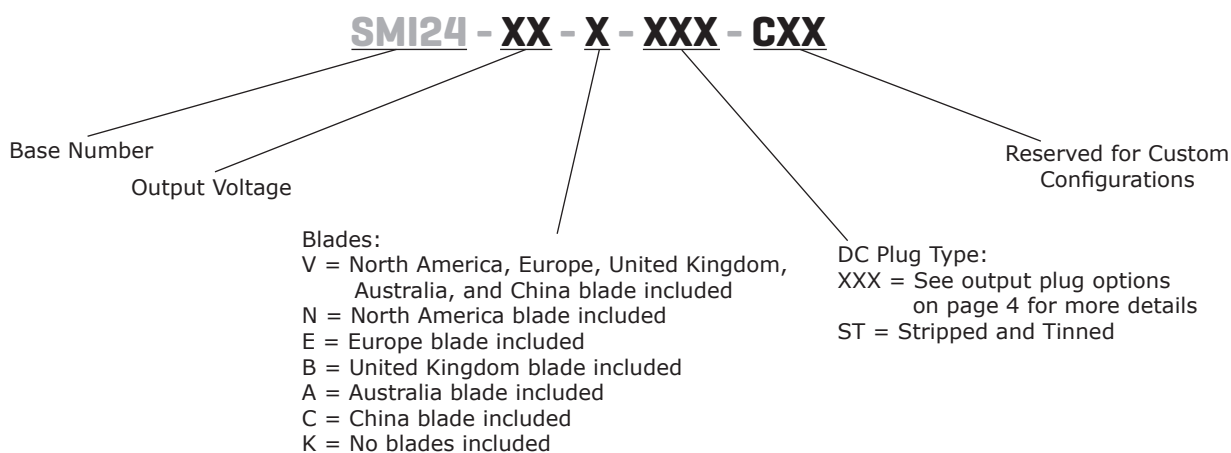 SMI24 - XX - X - XXX - CXX
Base Number
Output Voltage
Blades:
V = North America, Europe, United Kingdom,
Australia, and China blade included
N = North America blade included
E = Europe blade included
B = United Kingdom blade included
A = Australia blade included
C = China blade included
K = No blades included
DC Plug Type:
XXX = See output plug options
on page 4 for more details
ST = Stripped and Tinned
Reserved for Custom
Configurations